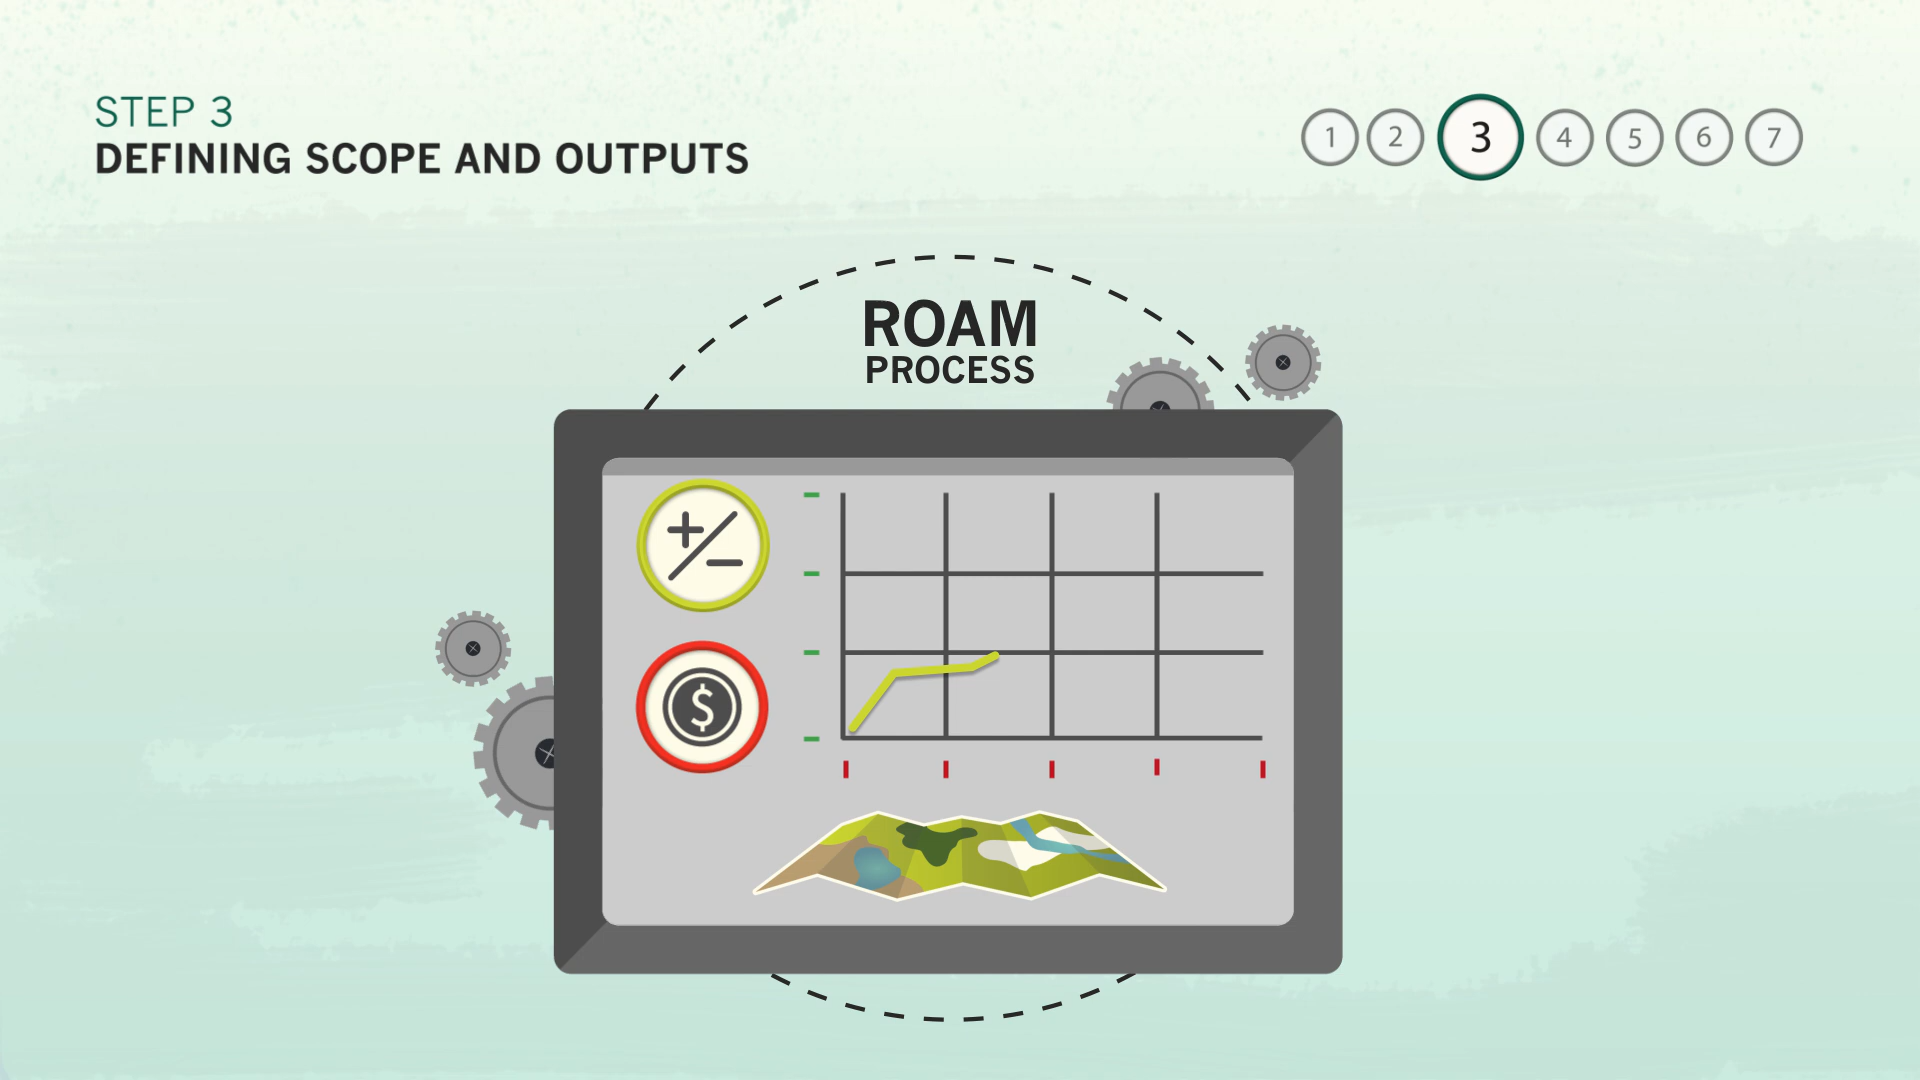 STEP 3
DEFINING SCOPE AND OUTPUTS
1 2 3 4 5 6 7
ROAM
PROCESS
$